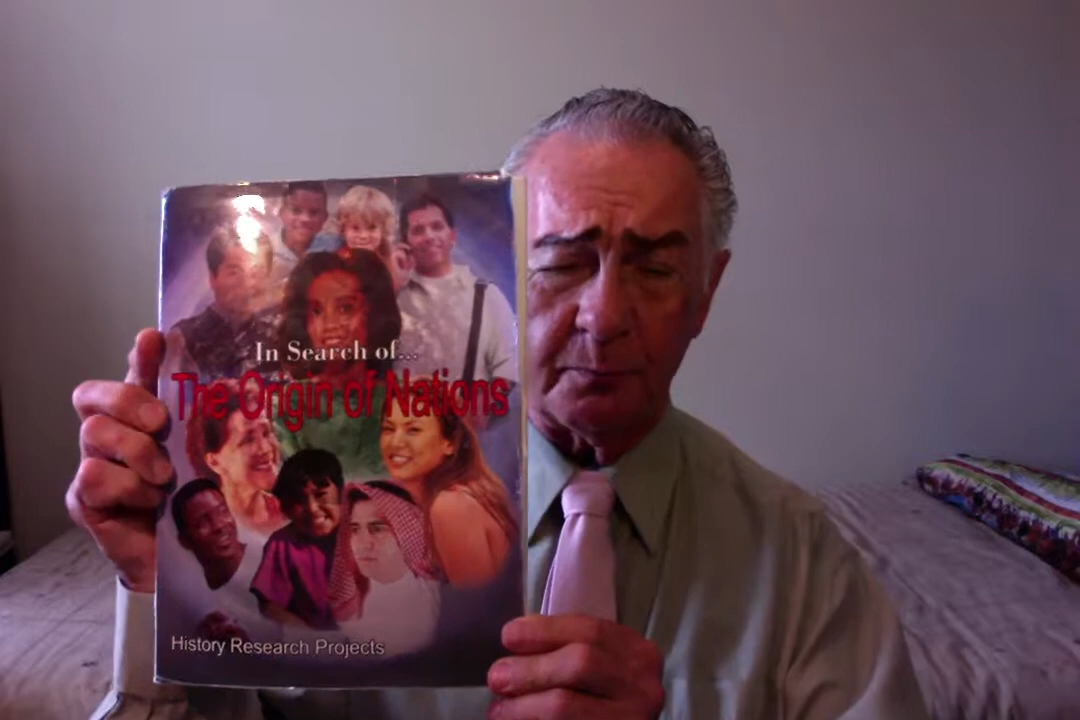 In Search of...
The Origin of Nations
History Research Projects